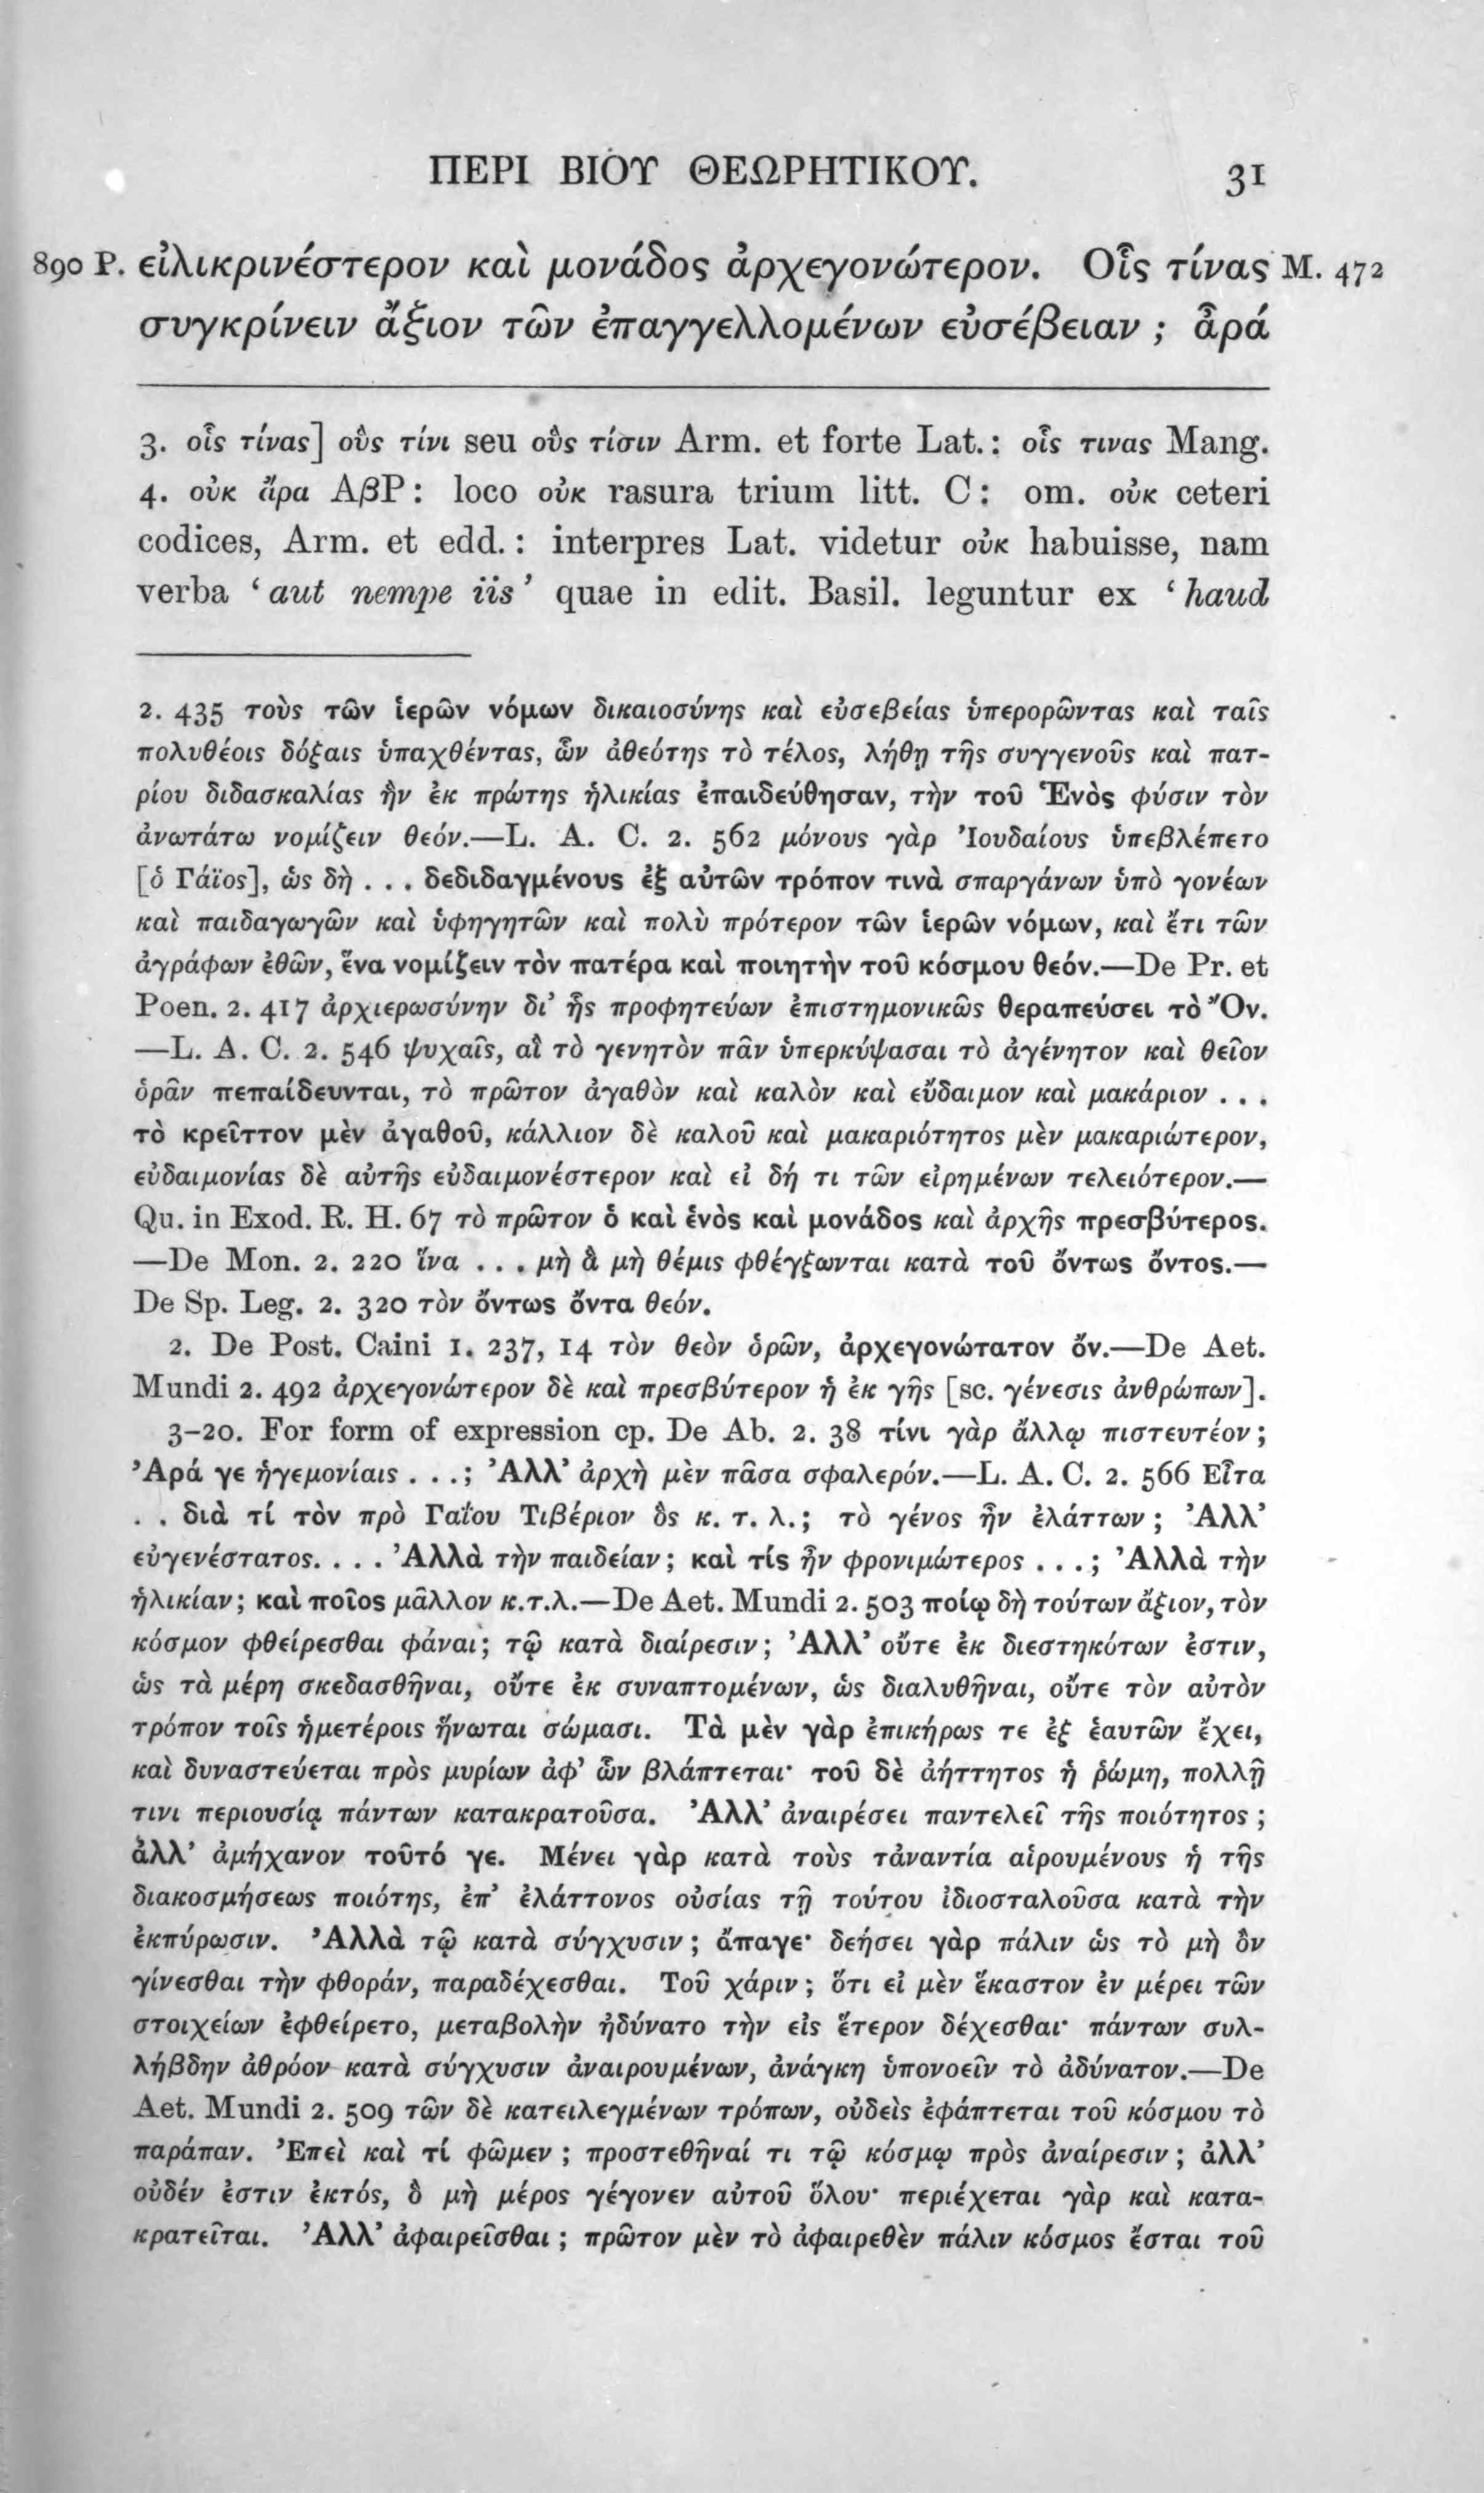 ΠΕΡΙ ΒΙΟΥ ΘΕΩΡΗΤΙΚΟΥ. 31
890 P. εἰλικρινέστερον καὶ μονάδος ἀρχεγονώτερον. Οἷς τίνας M. 472
συγκρίνειν ἄξιον τῶν ἐπαγγελλομένων εὐσέβειαν ; ἆρά
3. οἷς τίνας] οὓς τίνι seu οὓς τίσιν Arm. et forte Lat. : οἷς τινας Mang.
4. οὐκ ἄρα ΑβΡ : loco οὐκ rasura trium litt. C : om. οὐκ ceteri
codices, Arm. et edd. : interpres Lat. videtur οὐκ habuisse, nam
verba ‘ aut nempe iis ’ quae in edit. Basil. leguntur ex ‘ haud
2. 435 τοὺς τῶν ἱερῶν νόμων δικαιοσύνης καὶ εὐσεβείας ὑπερορῶντας καὶ ταῖς
πολυθέοις δόξαις ὑπαχθέντας, ὧν ἀθεότης τὸ τέλος, λήθῃ τῆς συγγενοῦς καὶ πατ-
ρίου διδασκαλίας ἣν ἐκ πρώτης ἡλικίας ἐπαιδεύθησαν, τὴν τοῦ Ἑνὸς φύσιν τὸν
ἀνωτάτω νομίζειν θεόν.—L. A. C. 2. 562 μόνους γὰρ Ἰουδαίους ὑπεβλέπετο
[ὁ Γάϊος], ὡς δὴ . . . δεδιδαγμένους ἐξ αὐτῶν τρόπον τινὰ σπαργάνων ὑπὸ γονέων
καὶ παιδαγωγῶν καὶ ὑφηγητῶν καὶ πολὺ πρότερον τῶν ἱερῶν νόμων, καὶ ἔτι τῶν
ἀγράφων ἐθῶν, ἕνα νομίζειν τὸν πατέρα καὶ ποιητὴν τοῦ κόσμου θεόν.—De Pr. et
Poen. 2. 417 ἀρχιερωσύνην δι’ ἧς προφητεύων ἐπιστημονικῶς θεραπεύσει τὸ Ὄν.
—L. A. C. 2. 546 ψυχαῖς, αἳ τὸ γενητὸν πᾶν ὑπερκύψασαι τὸ ἀγένητον καὶ θεῖον
ὁρᾶν πεπαίδευνται, τὸ πρῶτον ἀγαθὸν καὶ καλὸν καὶ εὔδαιμον καὶ μακάριον . . .
τὸ κρεῖττον μὲν ἀγαθοῦ, κάλλιον δὲ καλοῦ καὶ μακαριότητος μὲν μακαριώτερον,
εὐδαιμονίας δὲ αὐτῆς εὐδαιμονέστερον καὶ εἰ δή τι τῶν εἰρημένων τελειότερον.—
Qu. in Exod. R. H. 67 τὸ πρῶτον ὁ καὶ ἑνὸς καὶ μονάδος καὶ ἀρχῆς πρεσβύτερος.
—De Mon. 2. 220 ἵνα . . . μὴ ἃ μὴ θέμις φθέγξωνται κατὰ τοῦ ὄντως ὄντος.—
De Sp. Leg. 2. 320 τὸν ὄντως ὄντα θεόν.
2. De Post. Caini 1. 237, 14 τὸν θεὸν ὁρῶν, ἀρχεγονώτατον ὄν.—De Aet.
Mundi 2. 492 ἀρχεγονώτερον δὲ καὶ πρεσβύτερον ἡ ἐκ γῆς [sc. γένεσις ἀνθρώπων].
3–20. For form of expression cp. De Ab. 2. 38 τίνι γὰρ ἄλλῳ πιστευτέον ;
Ἀρά γε ἡγεμονίαις . . . ; Ἀλλ’ ἀρχὴ μὲν πᾶσα σφαλερόν.—L. A. C. 2. 566 Εἶτα
. . διὰ τί τὸν πρὸ Γαΐου Τιβέριον ὃς κ. τ. λ. ; τὸ γένος ἦν ἐλάττων ; Ἀλλ’
εὐγενέστατος. . . . Ἀλλὰ τὴν παιδείαν ; καὶ τίς ἦν φρονιμώτερος . . . ; Ἀλλὰ τὴν
ἡλικίαν ; καὶ ποῖος μᾶλλον κ.τ.λ.—De Aet. Mundi 2. 503 ποίῳ δὴ τούτων ἄξιον, τὸν
κόσμον φθείρεσθαι φάναι ; τῷ κατὰ διαίρεσιν ; Ἀλλ’ οὔτε ἐκ διεστηκότων ἐστιν,
ὡς τὰ μέρη σκεδασθῆναι, οὔτε ἐκ συναπτομένων, ὡς διαλυθῆναι, οὔτε τὸν αὐτὸν
τρόπον τοῖς ἡμετέροις ἥνωται σώμασι. Τὰ μὲν γὰρ ἐπικήρως τε ἐξ ἑαυτῶν ἔχει,
καὶ δυναστεύεται πρὸς μυρίων ἀφ’ ὧν βλάπτεται· τοῦ δὲ ἀήττητος ἡ ῥώμη, πολλῇ
τινι περιουσίᾳ πάντων κατακρατοῦσα. Ἀλλ’ ἀναιρέσει παντελεῖ τῆς ποιότητος ;
ἀλλ’ ἀμήχανον τοῦτό γε. Μένει γὰρ κατὰ τοὺς τἀναντία αἱρουμένους ἡ τῆς
διακοσμήσεως ποιότης, ἐπ’ ἐλάττονος οὐσίας τῇ τούτου ἰδιοσταλοῦσα κατὰ τὴν
ἐκπύρωσιν. Ἀλλὰ τῷ κατὰ σύγχυσιν ; ἄπαγε· δεήσει γὰρ πάλιν ὡς τὸ μὴ ὂν
γίνεσθαι τὴν φθοράν, παραδέχεσθαι. Τοῦ χάριν ; ὅτι εἰ μὲν ἕκαστον ἐν μέρει τῶν
στοιχείων ἐφθείρετο, μεταβολὴν ἠδύνατο τὴν εἰς ἕτερον δέχεσθαι· πάντων συλ-
λήβδην ἀθρόον κατὰ σύγχυσιν ἀναιρουμένων, ἀνάγκη ὑπονοεῖν τὸ ἀδύνατον.—De
Aet. Mundi 2. 509 τῶν δὲ κατειλεγμένων τρόπων, οὐδεὶς ἐφάπτεται τοῦ κόσμου τὸ
παράπαν. Ἐπεὶ καὶ τί φῶμεν ; προστεθῆναί τι τῷ κόσμῳ πρὸς ἀναίρεσιν ; ἀλλ’
οὐδέν ἐστιν ἐκτός, ὃ μὴ μέρος γέγονεν αὐτοῦ ὅλου· περιέχεται γὰρ καὶ κατα-
κρατεῖται. Ἀλλ’ ἀφαιρεῖσθαι ; πρῶτον μὲν τὸ ἀφαιρεθὲν πάλιν κόσμος ἔσται τοῦ